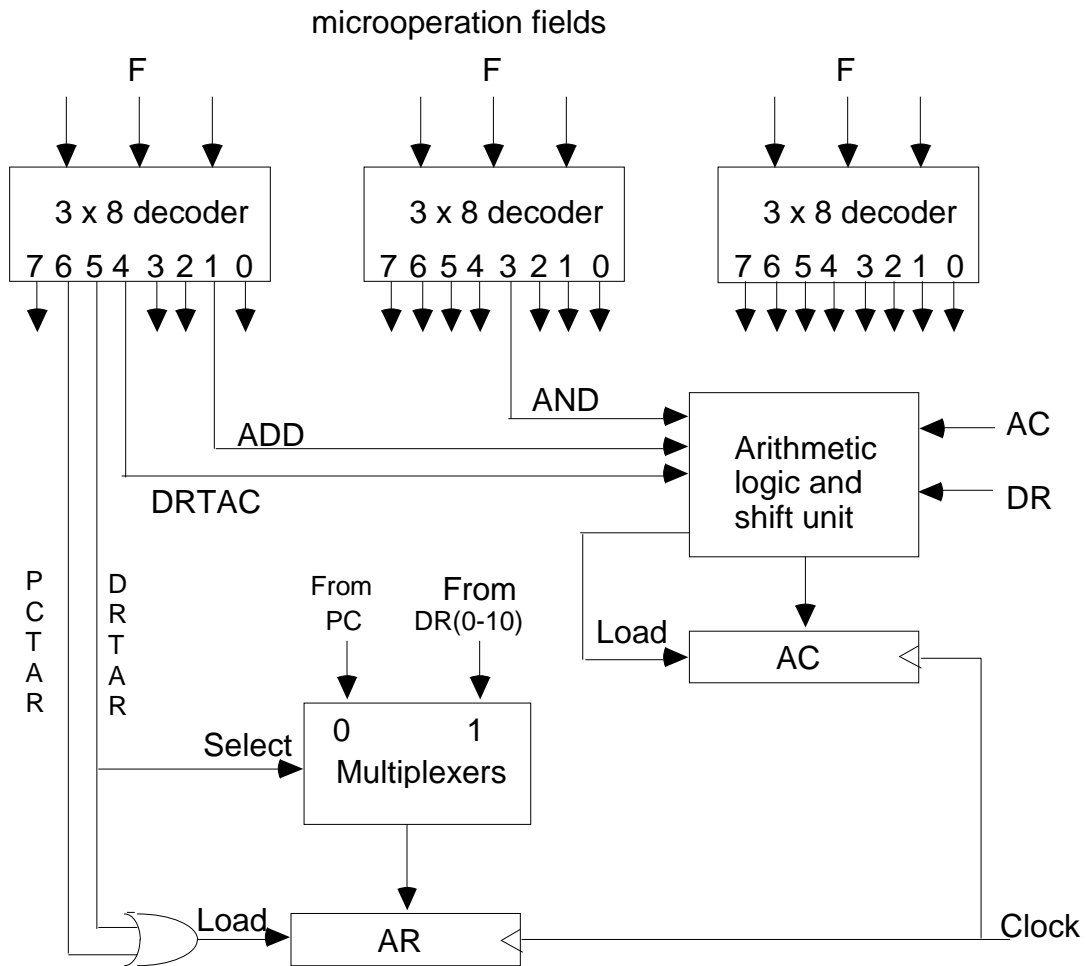 microoperation fields
F F F
3 x 8 decoder 3 x 8 decoder 3 x 8 decoder
7 6 5 4 3 2 1 0 7 6 5 4 3 2 1 0 7 6 5 4 3 2 1 0
AND
ADD
DRTAC
Arithmetic
logic and
shift unit
AC
DR
PCTAR
DRTAR
From
PC
From
DR(0-10)
Load
AC
0 1
Select
Multiplexers
Load
AR
Clock